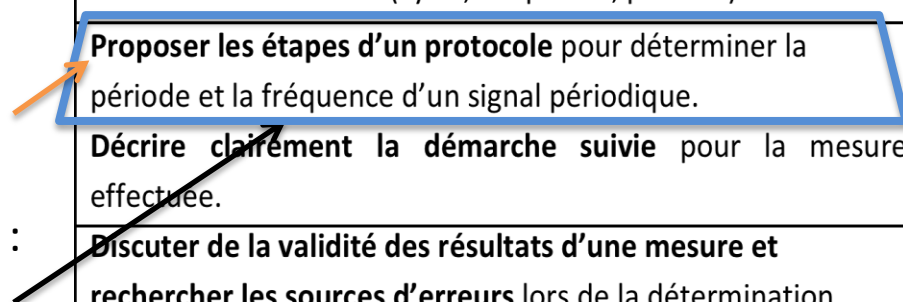 Proposer les étapes d’un protocole pour déterminer la
période et la fréquence d’un signal périodique.
Décrire clairement la démarche suivie pour la mesure
effectuée.
:
Discuter de la validité des résultats d’une mesure et
rechercher les sources d’erreurs lors de la détermination